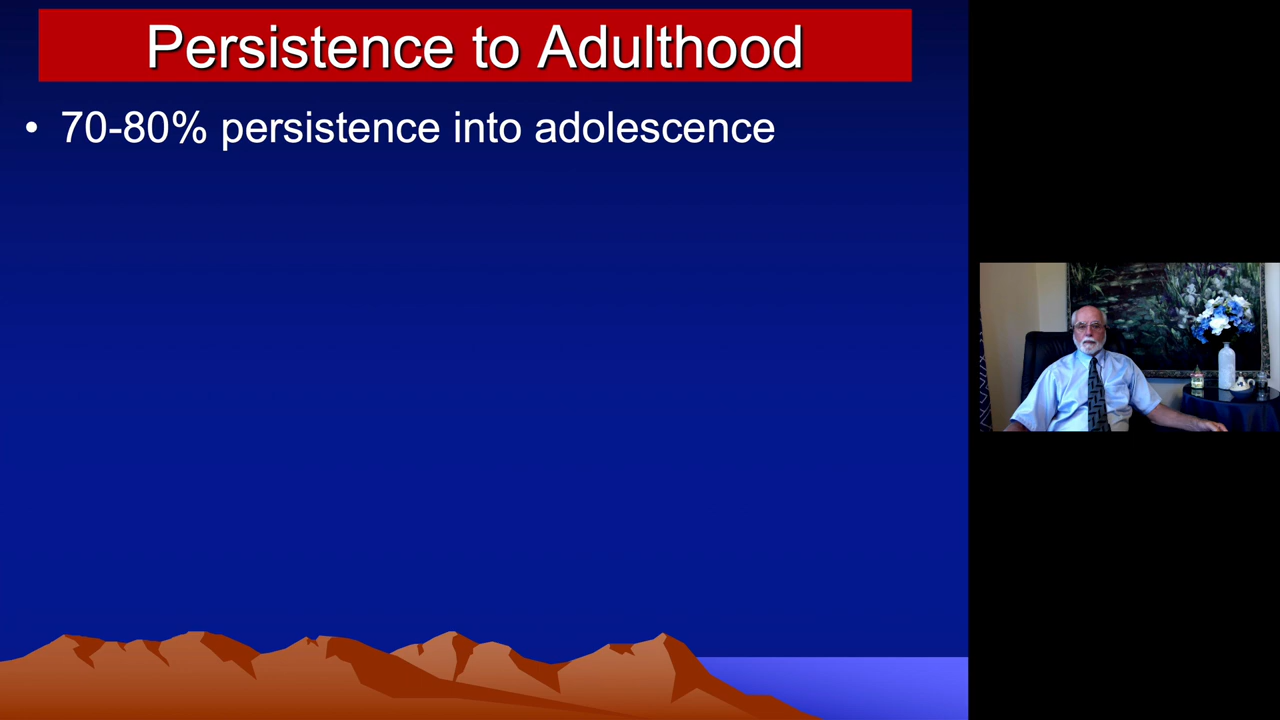 Persistence to Adulthood
• 70-80% persistence into adolescence